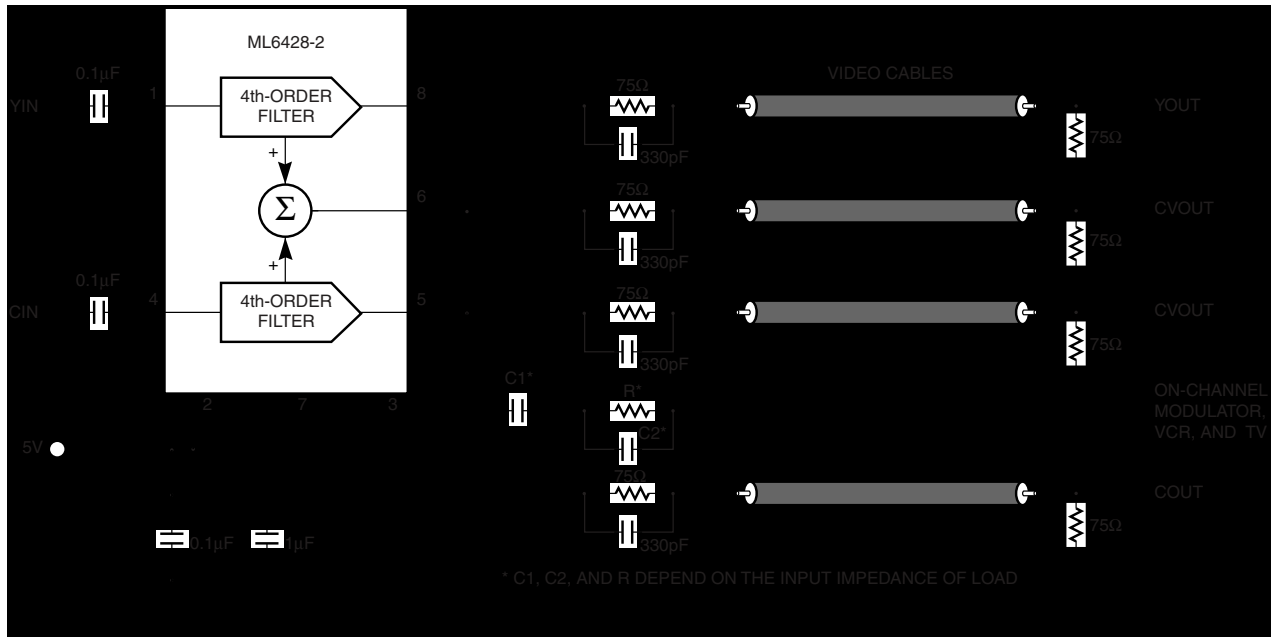 ML6428-2
0.1µF
75Ω
VIDEO CABLES
YIN
1
4th-ORDER
FILTER
8
YOUT
75Ω
+
330pF
75Ω
6
Σ
CVOUT
75Ω
+
330pF
0.1µF
75Ω
CIN
4
4th-ORDER
FILTER
5
CVOUT
75Ω
330pF
C1*
R*
2
7
3
C2*
ON-CHANNEL
MODULATOR,
VCR, AND TV
5V
75Ω
COUT
75Ω
0.1µF
1µF
330pF
* C1, C2, AND R DEPEND ON THE INPUT IMPEDANCE OF LOAD